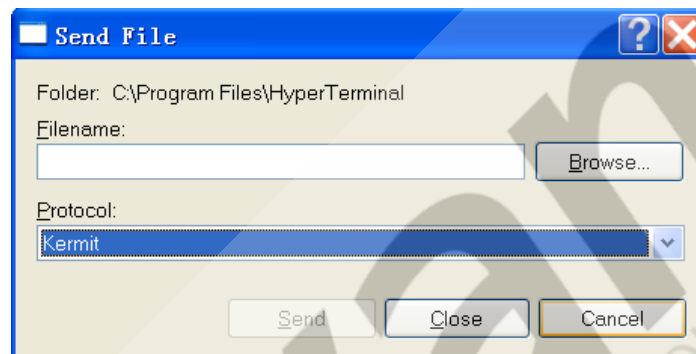 Send File
Folder: C:\Program Files\HyperTerminal
Filename:
Browse...
Protocol:
Kermit
Send Close Cancel